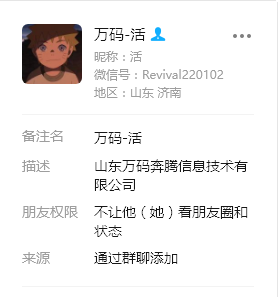 万码-活
昵称：活
微信号：Revival220102
地区：山东 济南
备注名 万码-活
描述 山东万码奔腾信息技术有
限公司
朋友权限 不让他（她）看朋友圈和
状态
来源 通过群聊添加